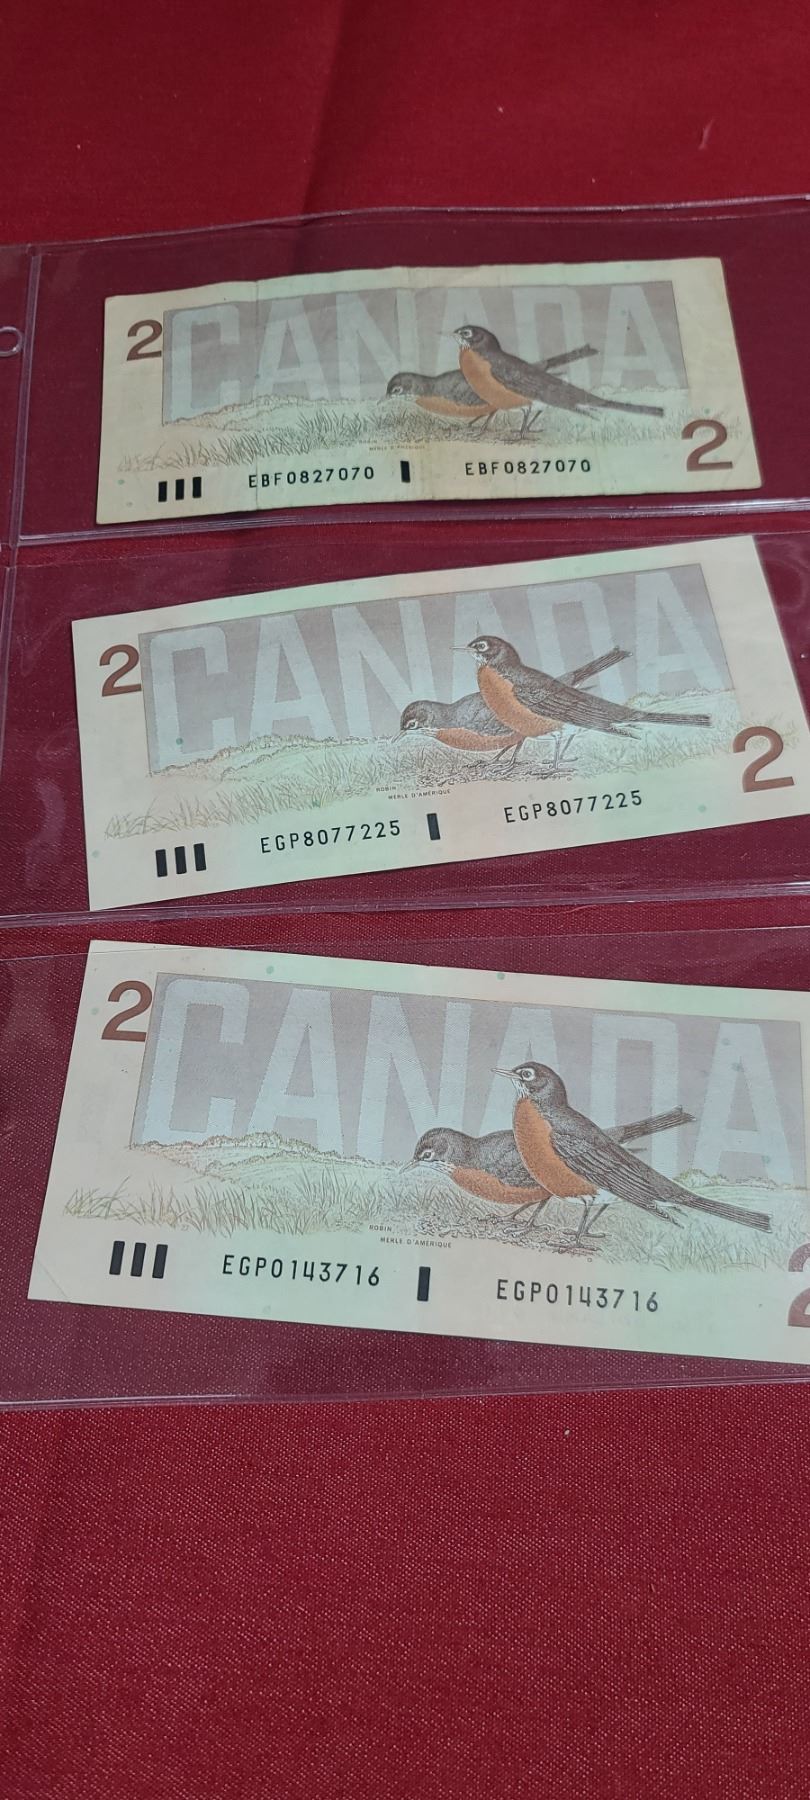 2 CANADA
ROBIN
MERLE D'AMÉRIQUE
2
EBF0827070 EBF0827070
2 CANADA
ROBIN
MERLE D'AMÉRIQUE
2
EGP8077225 EGP8077225
2 CANADA
ROBIN
MERLE D'AMÉRIQUE
2
EGP0143716 EGP0143716